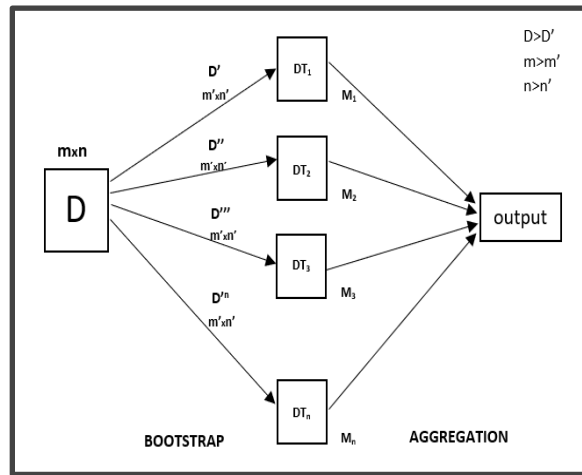 D>D'
m>m'
n>n'
D'
m'xn'
DT₁
M₁
mxn
D
D''
m'xn'
DT₂
M₂
D'''
m'xn'
DT₃
M₃
output
D'ⁿ
m'xn'
DTₙ
Mₙ
BOOTSTRAP
AGGREGATION